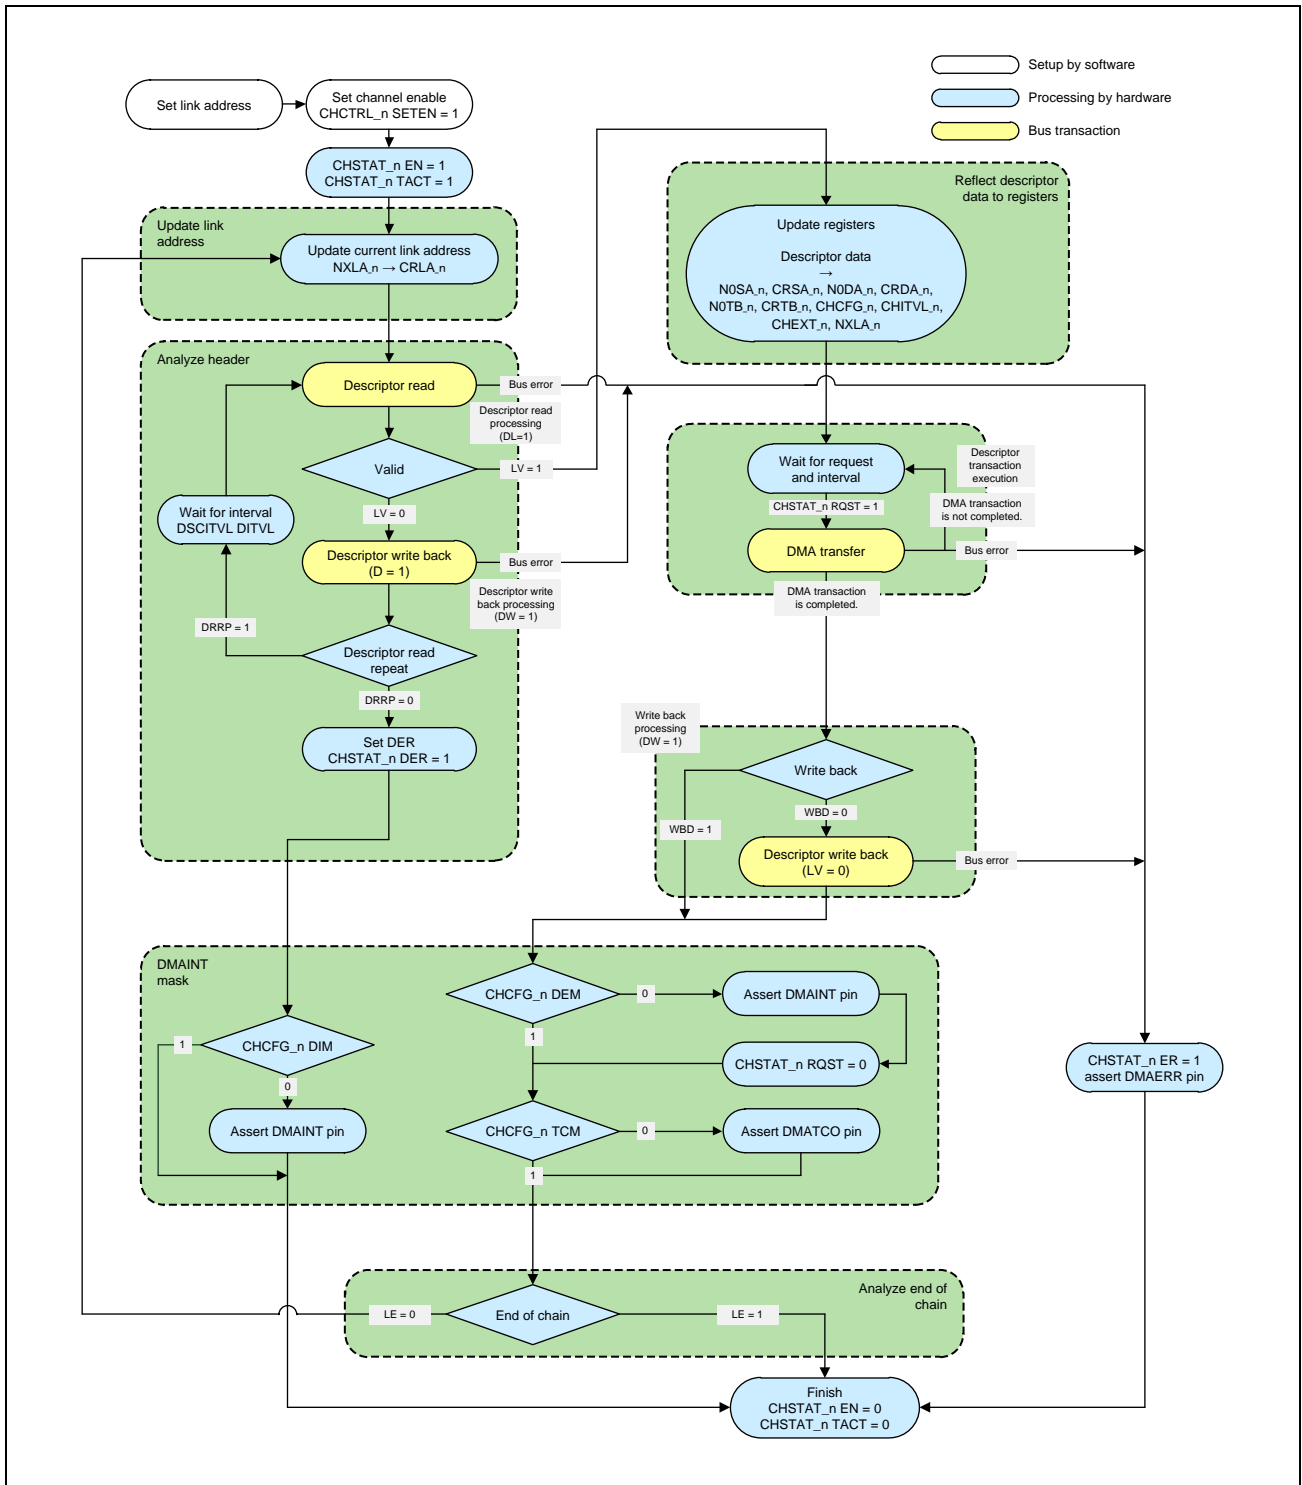 Setup by software
Processing by hardware
Bus transaction
Set link address
Set channel enable
CHCTRL_n SETEN = 1
CHSTAT_n EN = 1
CHSTAT_n TACT = 1
Update link
address
Update current link address
NXLA_n → CRLA_n
Reflect descriptor
data to registers
Update registers
Descriptor data
→
N0SA_n, CRSA_n, N0DA_n, CRDA_n,
N0TB_n, CRTB_n, CHCFG_n, CHITVL_n,
CHEXT_n, NXLA_n
Analyze header
Descriptor read
Bus error
Descriptor read
processing
(DL=1)
Valid
LV = 1
LV = 0
Wait for interval
DSCITVL DITVL
Descriptor write back
(D = 1)
Bus error
Descriptor write
back processing
(DW = 1)
DRRP = 1
Descriptor read
repeat
DRRP = 0
Set DER
CHSTAT_n DER = 1
Wait for request
and interval
Descriptor
transaction
execution
CHSTAT_n RQST = 1
DMA transaction
is not completed.
DMA transfer
Bus error
DMA transaction
is completed.
Write back
processing
(DW = 1)
Write back
WBD = 0
WBD = 1
Descriptor write back
(LV = 0)
Bus error
DMAINT
mask
CHCFG_n DEM
0
Assert DMAINT pin
1
CHSTAT_n RQST = 0
1
CHCFG_n DIM
0
Assert DMAINT pin
CHCFG_n TCM
0
Assert DMATCO pin
1
CHSTAT_n ER = 1
assert DMAERR pin
Analyze end of
chain
LE = 0
End of chain
LE = 1
Finish
CHSTAT_n EN = 0
CHSTAT_n TACT = 0